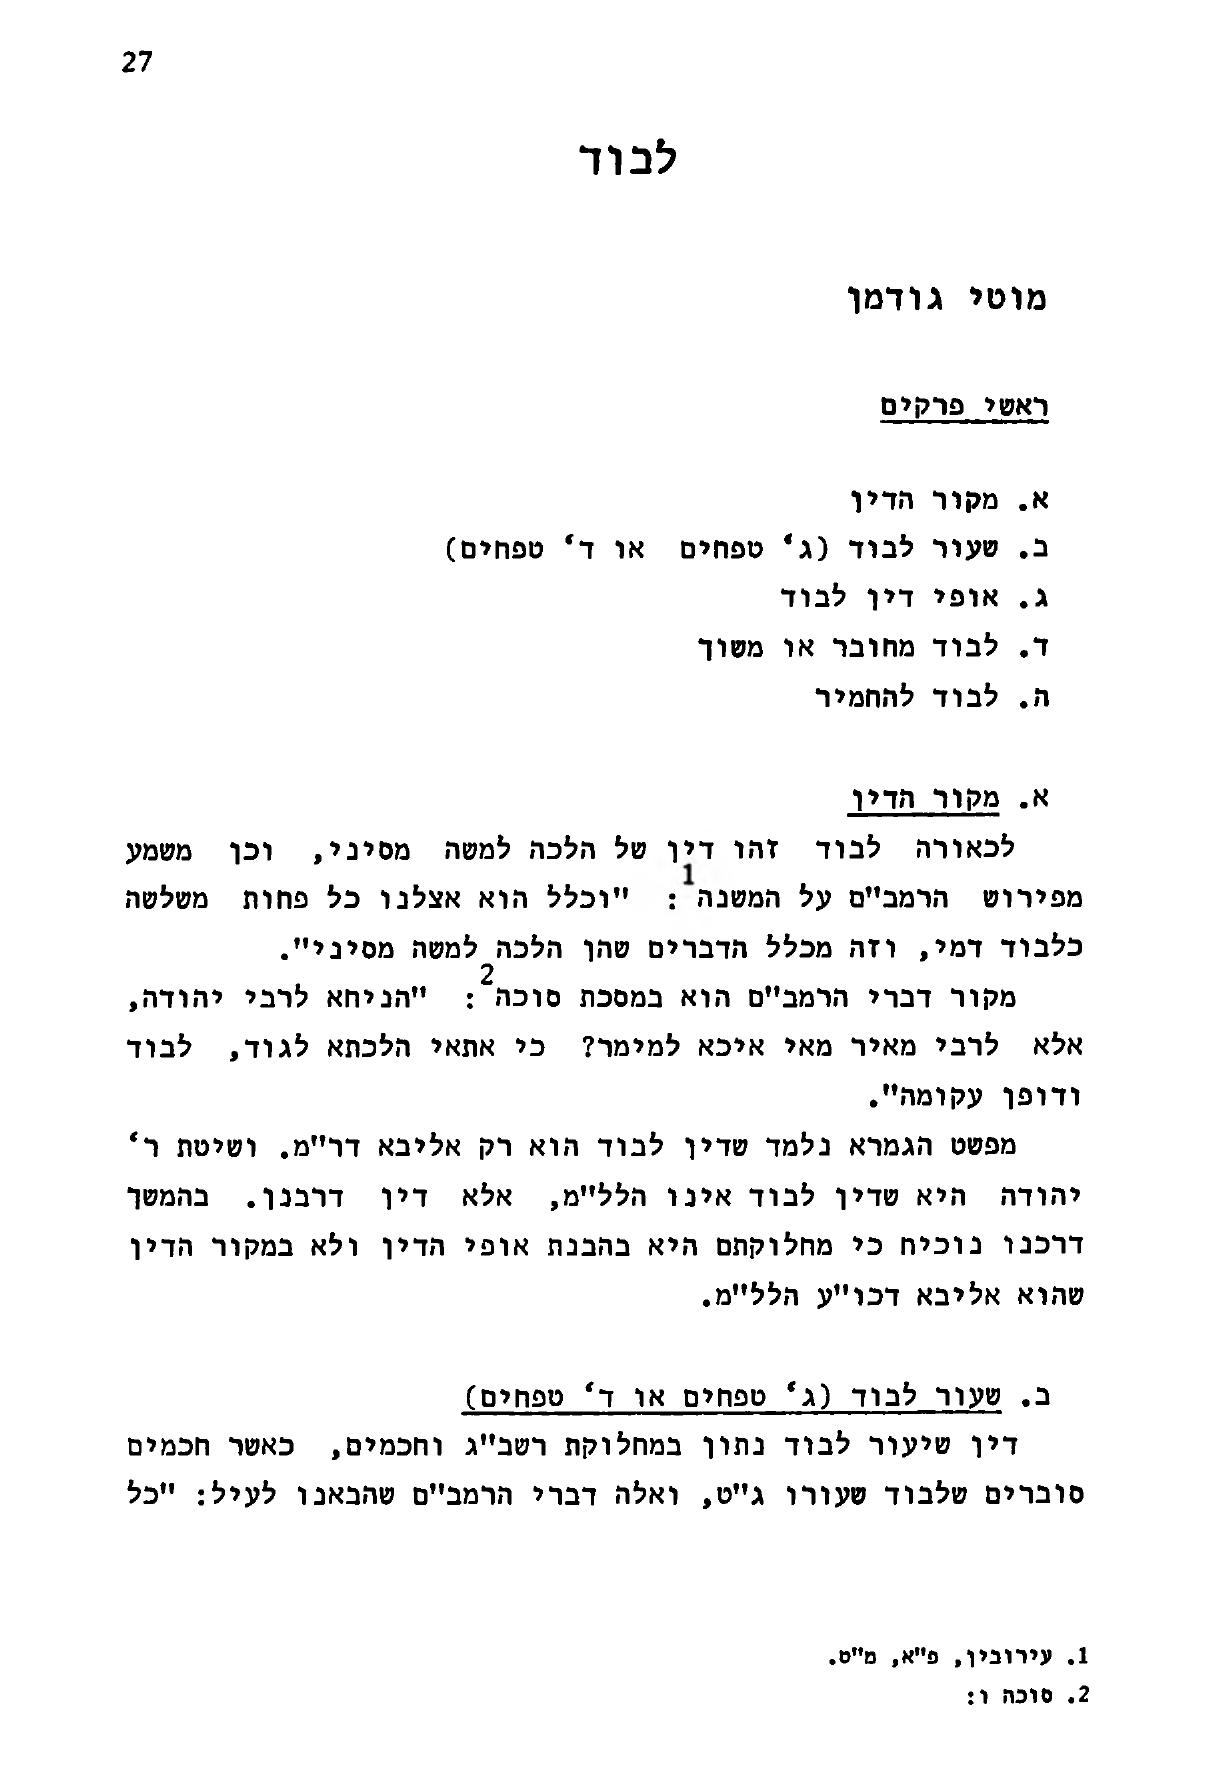 27
לבוד
מוטי גודמן
ראשי פרקים
א. מקור הדין
ב. שעור לבוד (ג' טפחים או ד' טפחים)
ג. אופי דין לבוד
ד. לבוד מחובר או משוך
ה. לבוד להחמיר
א. מקור הדין
לכאורה לבוד זהו דין של הלכה למשה מסיני, וכן משמע
מפירוש הרמב"ם על המשנה1: "וכלל הוא אצלנו כל פחות משלשה
כלבוד דמי, וזה מכלל הדברים שהן הלכה למשה מסיני".
מקור דברי הרמב"ם הוא במסכת סוכה2: "הניחא לרבי יהודה,
אלא לרבי מאיר מאי איכא למימר? כי אתאי הלכתא לגוד, לבוד
ודופן עקומה".
מפשט הגמרא נלמד שדין לבוד הוא רק אליבא דר"מ. ושיטת ר'
יהודה היא שדין לבוד אינו הלל"מ, אלא דין דרבנן. בהמשך
דרכנו נוכיח כי מחלוקתם היא בהבנת אופי הדין ולא במקור הדין
שהוא אליבא דכו"ע הלל"מ.
ב. שעור לבוד (ג' טפחים או ד' טפחים)
דין שיעור לבוד נתון במחלוקת רשב"ג וחכמים, כאשר חכמים
סוברים שלבוד שעורו ג"ט, ואלה דברי הרמב"ם שהבאנו לעיל: "כל
1. עירובין, פ"א, מ"ט.
2. סוכה ו: